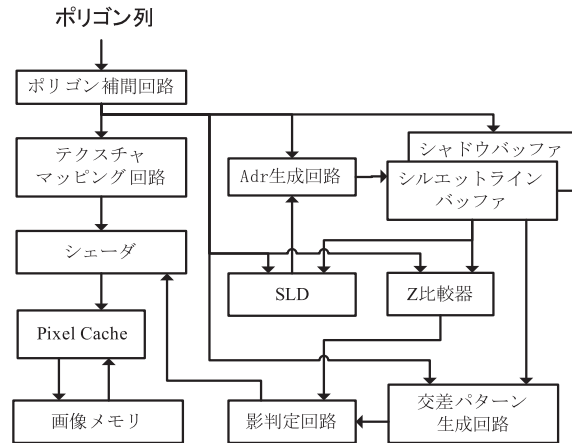 ポリゴン列
ポリゴン補間回路
テクスチャ
マッピング回路
シェーダ
Pixel Cache
画像メモリ
Adr生成回路
シャドウバッファ
シルエットライン
バッファ
SLD
Z比較器
影判定回路
交差パターン
生成回路